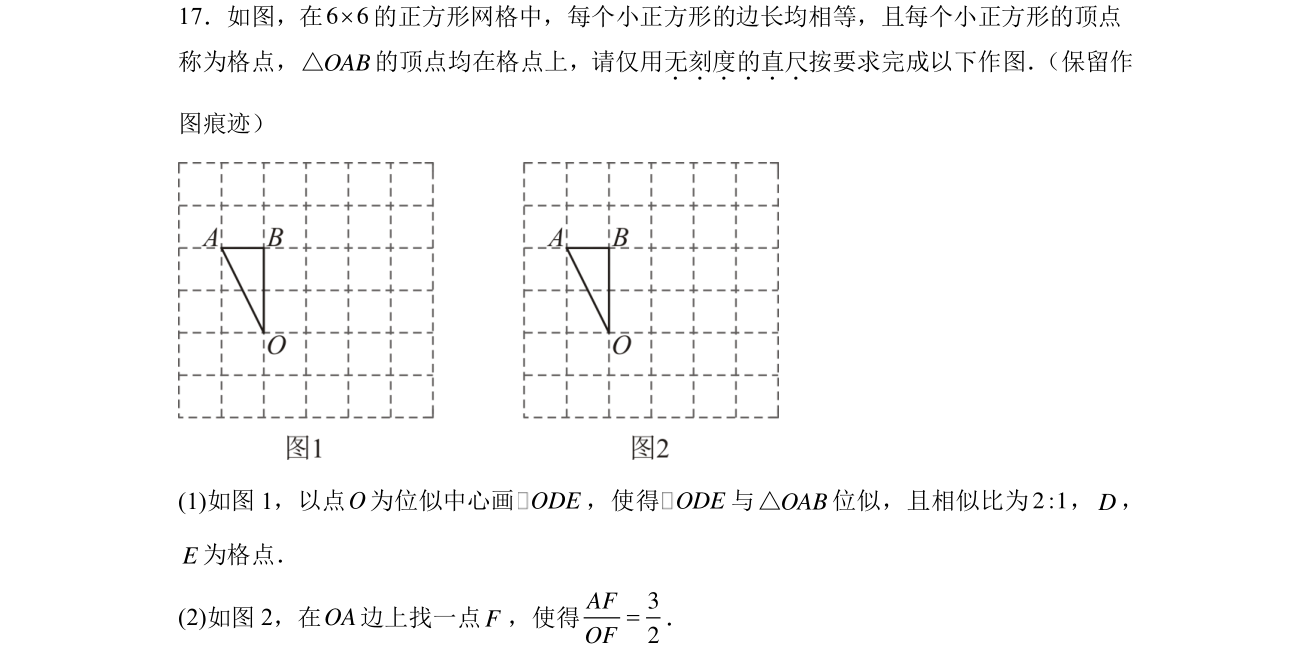 17．如图，在6×6的正方形网格中，每个小正方形的边长均相等，且每个小正方形的顶点
称为格点，△OAB的顶点均在格点上，请仅用无刻度的直尺按要求完成以下作图．（保留作
图痕迹）
A B A B
O O
图1 图2
(1)如图 1，以点O为位似中心画▯ODE，使得▯ODE与△OAB位似，且相似比为2:1，D，
E为格点．
(2)如图 2，在OA边上找一点F，使得AF/OF=3/2．